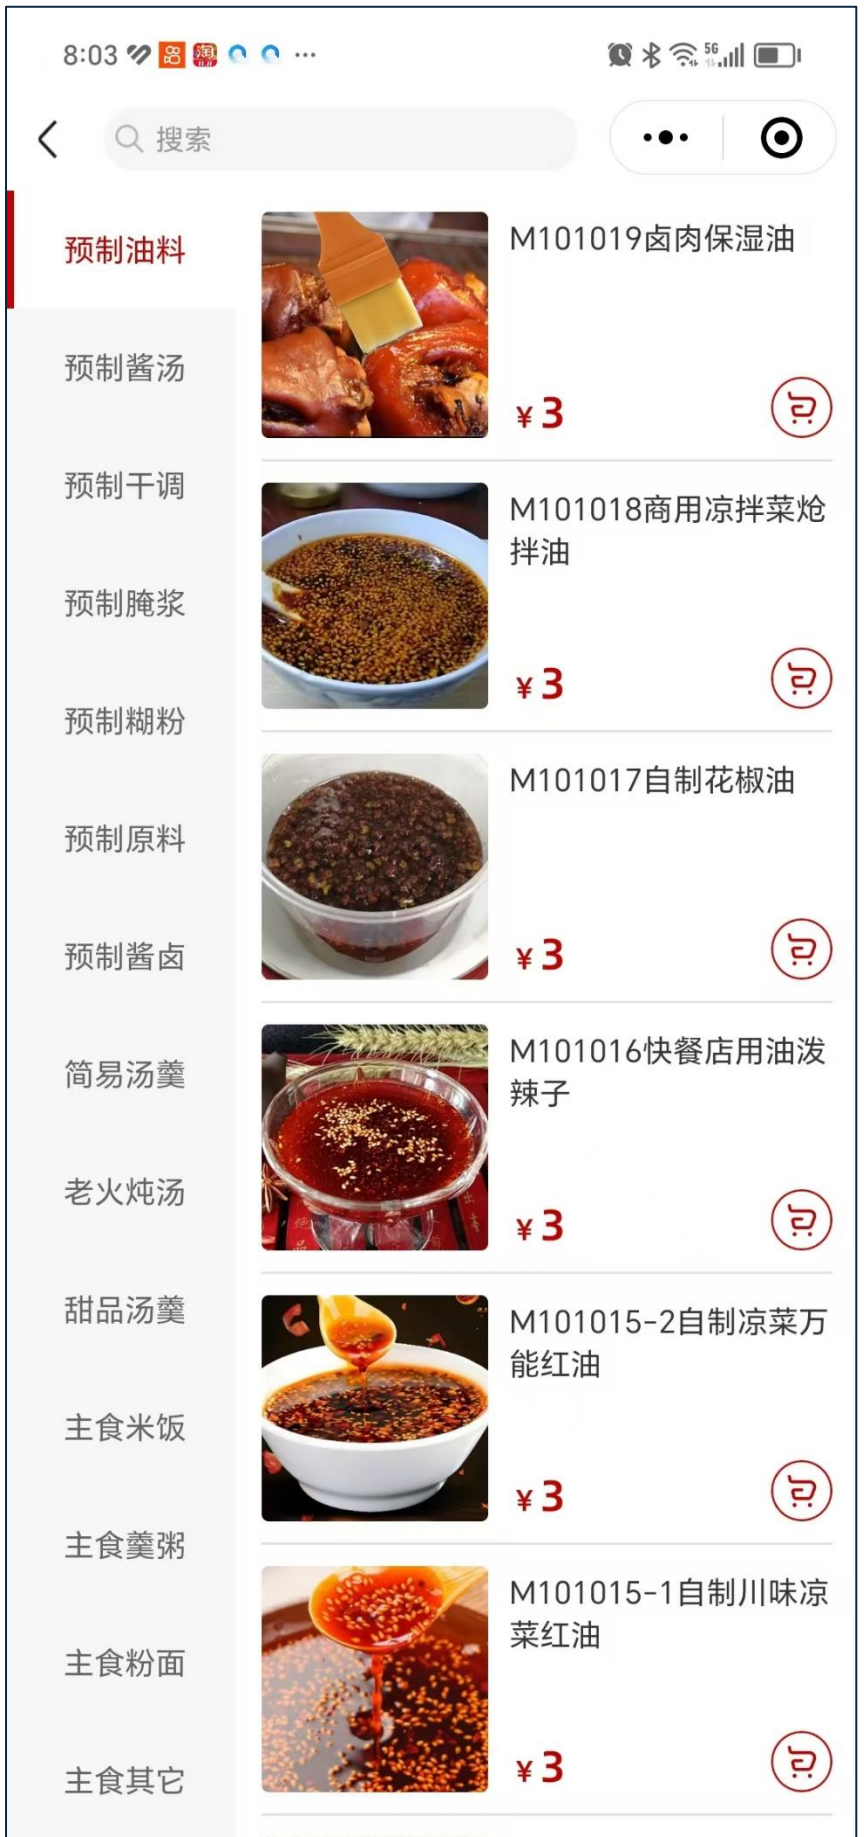 8:03
5G
搜索
预制油料
预制酱汤
预制干调
预制腌浆
预制糊粉
预制原料
预制酱卤
简易汤羹
老火炖汤
甜品汤羹
主食米饭
主食羹粥
主食粉面
主食其它
M101019卤肉保湿油
¥3
M101018商用凉拌菜炝
拌油
¥3
M101017自制花椒油
¥3
M101016快餐店用油泼
辣子
¥3
M101015-2自制凉菜万
能红油
¥3
M101015-1自制川味凉
菜红油
¥3